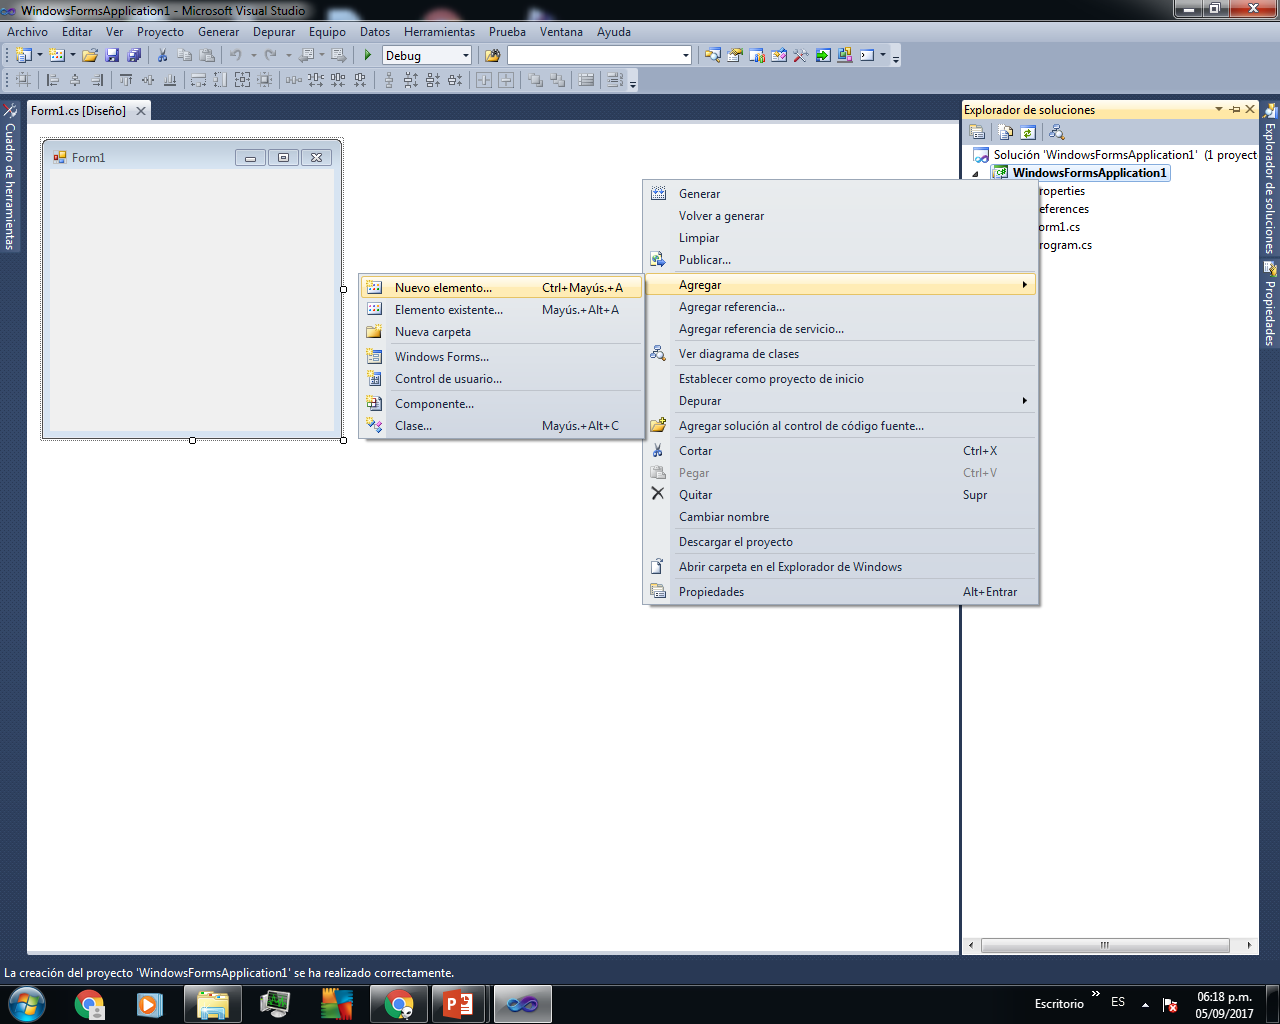 WindowsFormsApplication1 - Microsoft Visual Studio
Archivo Editar Ver Proyecto Generar Depurar Equipo Datos Herramientas Prueba Ventana Ayuda
Debug
Form1.cs [Diseño]
Cuadro de herramientas
Form1
Explorador de soluciones
Solución 'WindowsFormsApplication1' (1 proyect
WindowsFormsApplication1
roperties
eferences
orm1.cs
rogram.cs
Explorador de soluciones
Propiedades
Generar
Volver a generar
Limpiar
Publicar...
Agregar
Agregar referencia...
Agregar referencia de servicio...
Ver diagrama de clases
Establecer como proyecto de inicio
Depurar
Agregar solución al control de código fuente...
Cortar Ctrl+X
Pegar Ctrl+V
Quitar Supr
Cambiar nombre
Descargar el proyecto
Abrir carpeta en el Explorador de Windows
Propiedades Alt+Entrar
Nuevo elemento... Ctrl+Mayús.+A
Elemento existente... Mayús.+Alt+A
Nueva carpeta
Windows Forms...
Control de usuario...
Componente...
Clase... Mayús.+Alt+C
La creación del proyecto 'WindowsFormsApplication1' se ha realizado correctamente.
Escritorio » ES 06:18 p.m.
05/09/2017